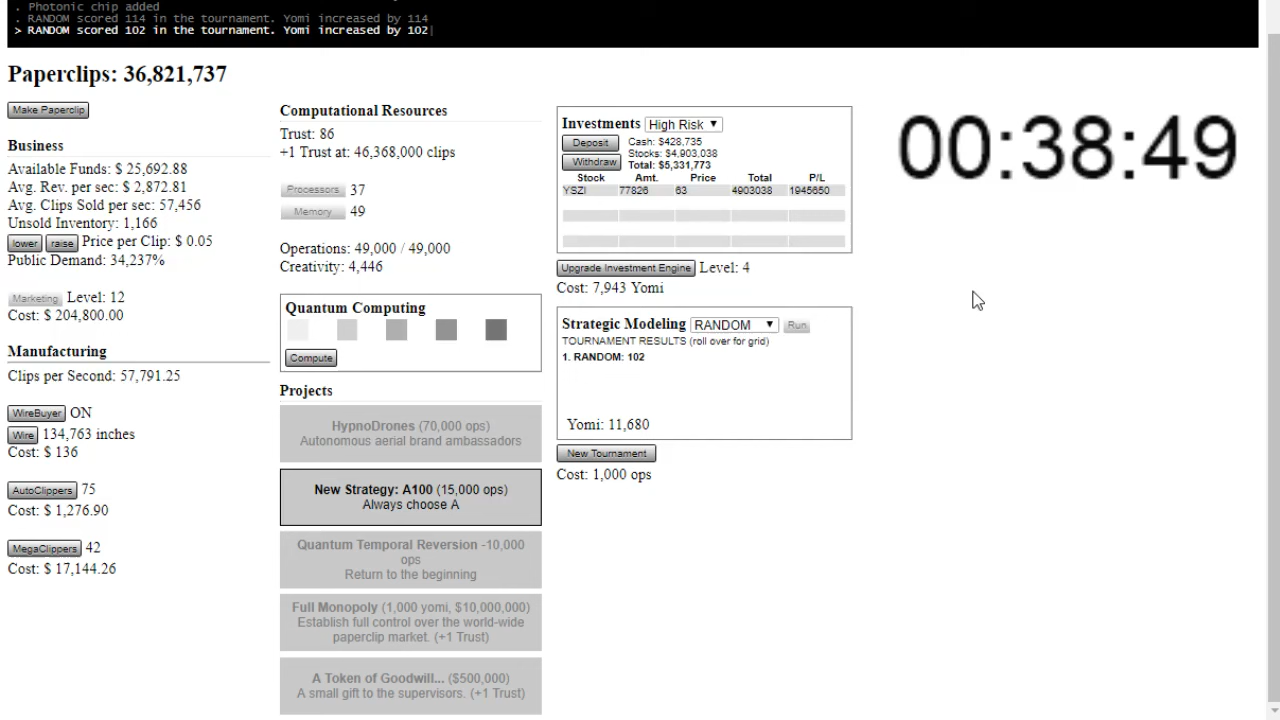 . Photonic chip added
. RANDOM scored 114 in the tournament. Yomi increased by 114
> RANDOM scored 102 in the tournament. Yomi increased by 102
Paperclips: 36,821,737
Make Paperclip
Business
Available Funds: $ 25,692.88
Avg. Rev. per sec: $ 2,872.81
Avg. Clips Sold per sec: 57,456
Unsold Inventory: 1,166
lower raise Price per Clip: $ 0.05
Public Demand: 34,237%
Marketing Level: 12
Cost: $ 204,800.00
Manufacturing
Clips per Second: 57,791.25
WireBuyer ON
Wire 134,763 inches
Cost: $ 136
AutoClippers 75
Cost: $ 1,276.90
MegaClippers 42
Cost: $ 17,144.26
Computational Resources
Trust: 86
+1 Trust at: 46,368,000 clips
Processors 37
Memory 49
Operations: 49,000 / 49,000
Creativity: 4,446
Quantum Computing
Compute
Projects
HypnoDrones (70,000 ops)
Autonomous aerial brand ambassadors
New Strategy: A100 (15,000 ops)
Always choose A
Quantum Temporal Reversion -10,000
ops
Return to the beginning
Full Monopoly (1,000 yomi, $10,000,000)
Establish full control over the world-wide
paperclip market. (+1 Trust)
A Token of Goodwill... ($500,000)
A small gift to the supervisors. (+1 Trust)
Investments High Risk
Deposit Cash: $428,735
Stocks: $4,903,038
Withdraw Total: $5,331,773
Stock Amt. Price Total P/L
YSZI 77826 63 4903038 1945650
Upgrade Investment Engine Level: 4
Cost: 7,943 Yomi
Strategic Modeling RANDOM Run
TOURNAMENT RESULTS (roll over for grid)
1. RANDOM: 102
Yomi: 11,680
New Tournament
Cost: 1,000 ops
00:38:49